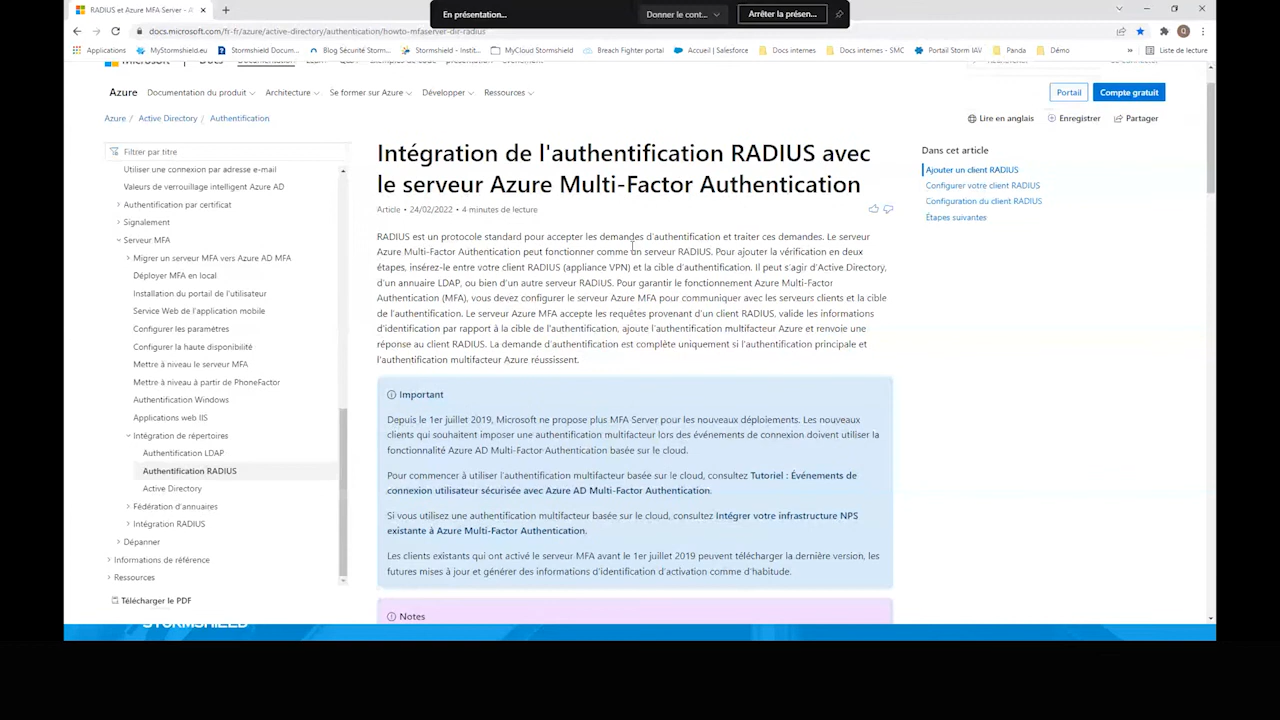 RADIUS et Azure MFA Server -
En présentation...
Donner le cont...
Arrêter la présen...
docs.microsoft.com/fr-fr/azure/active-directory/authentication/howto-mfaserver-dir-radius
Applications
MyStormshield.eu
Stormshield Docum...
Blog Sécurité Storm...
Stormshield - Instit...
MyCloud Stormshield
Breach Fighter portal
Accueil | Salesforce
Docs internes
Docs internes - SMC
Portail Storm IAV
Panda
Démo
»
Liste de lecture
Azure
Documentation du produit
Architecture
Se former sur Azure
Développer
Ressources
Portail
Compte gratuit
Azure / Active Directory / Authentification
Lire en anglais
Enregistrer
Partager
Filtrer par titre
Utiliser une connexion par adresse e-mail
Valeurs de verrouillage intelligent Azure AD
Authentification par certificat
Signalement
Serveur MFA
Migrer un serveur MFA vers Azure AD MFA
Déployer MFA en local
Installation du portail de l'utilisateur
Service Web de l'application mobile
Configurer les paramètres
Configurer la haute disponibilité
Mettre à niveau le serveur MFA
Mettre à niveau à partir de PhoneFactor
Authentification Windows
Applications web IIS
Intégration de répertoires
Authentification LDAP
Authentification RADIUS
Active Directory
Fédération d'annuaires
Intégration RADIUS
Dépanner
Informations de référence
Ressources
Télécharger le PDF
Intégration de l'authentification RADIUS avec
le serveur Azure Multi-Factor Authentication
Article • 24/02/2022 • 4 minutes de lecture
RADIUS est un protocole standard pour accepter les demandes d'authentification et traiter ces demandes. Le serveur
Azure Multi-Factor Authentication peut fonctionner comme un serveur RADIUS. Pour ajouter la vérification en deux
étapes, insérez-le entre votre client RADIUS (appliance VPN) et la cible d'authentification. Il peut s'agir d'Active Directory,
d'un annuaire LDAP, ou bien d'un autre serveur RADIUS. Pour garantir le fonctionnement Azure Multi-Factor
Authentication (MFA), vous devez configurer le serveur Azure MFA pour communiquer avec les serveurs clients et la cible
de l'authentification. Le serveur Azure MFA accepte les requêtes provenant d'un client RADIUS, valide les informations
d'identification par rapport à la cible de l'authentification, ajoute l'authentification multifacteur Azure et renvoie une
réponse au client RADIUS. La demande d'authentification est complète uniquement si l'authentification principale et
l'authentification multifacteur Azure réussissent.
Important
Depuis le 1er juillet 2019, Microsoft ne propose plus MFA Server pour les nouveaux déploiements. Les nouveaux
clients qui souhaitent imposer une authentification multifacteur lors des événements de connexion doivent utiliser la
fonctionnalité Azure AD Multi-Factor Authentication basée sur le cloud.
Pour commencer à utiliser l'authentification multifacteur basée sur le cloud, consultez Tutoriel : Événements de
connexion utilisateur sécurisée avec Azure AD Multi-Factor Authentication.
Si vous utilisez une authentification multifacteur basée sur le cloud, consultez Intégrer votre infrastructure NPS
existante à Azure Multi-Factor Authentication.
Les clients existants qui ont activé le serveur MFA avant le 1er juillet 2019 peuvent télécharger la dernière version, les
futures mises à jour et générer des informations d'identification d'activation comme d'habitude.
Notes
Dans cet article
Ajouter un client RADIUS
Configurer votre client RADIUS
Configuration du client RADIUS
Étapes suivantes
STORMSHIELD